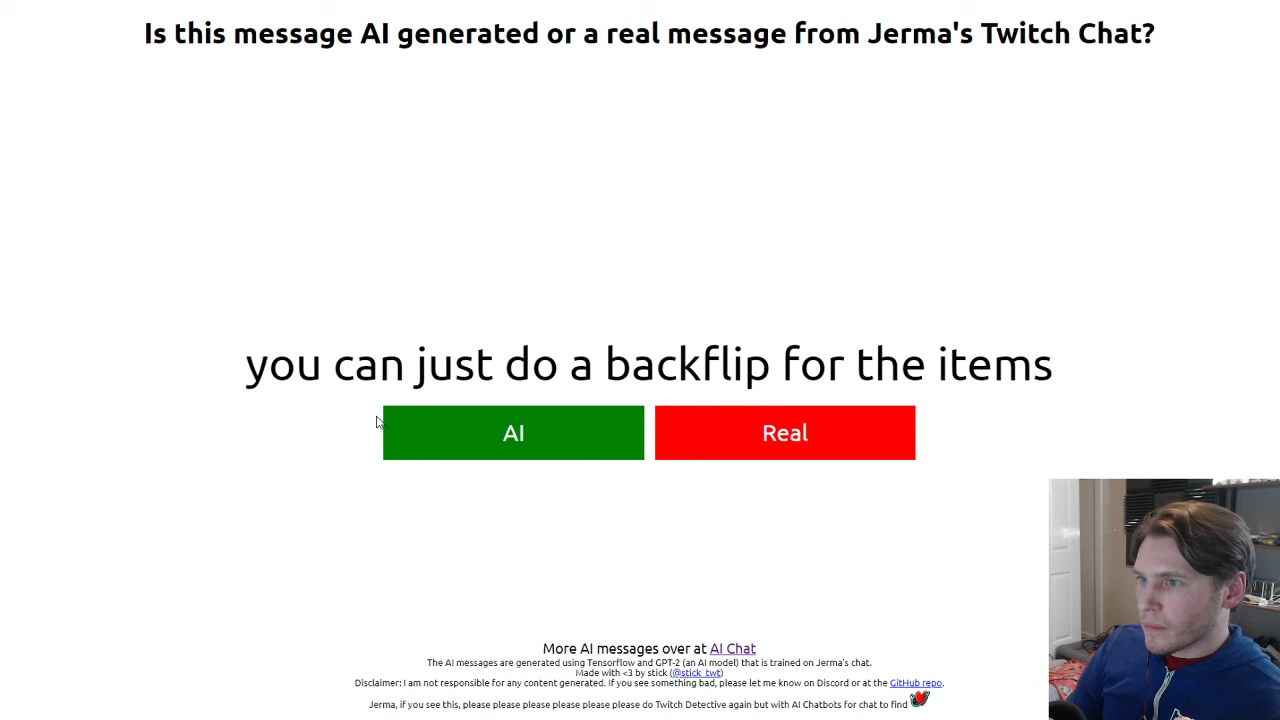 Is this message AI generated or a real message from Jerma's Twitch Chat?
you can just do a backflip for the items
AI
Real
More AI messages over at AI Chat
The AI messages are generated using Tensorflow and GPT-2 (an AI model) that is trained on Jerma's chat.
Made with <3 by stick (@stick_twt)
Disclaimer: I am not responsible for any content generated. If you see something bad, please let me know on Discord or at the GitHub repo.
Jerma, if you see this, please please please please please please do Twitch Detective again but with AI Chatbots for chat to find